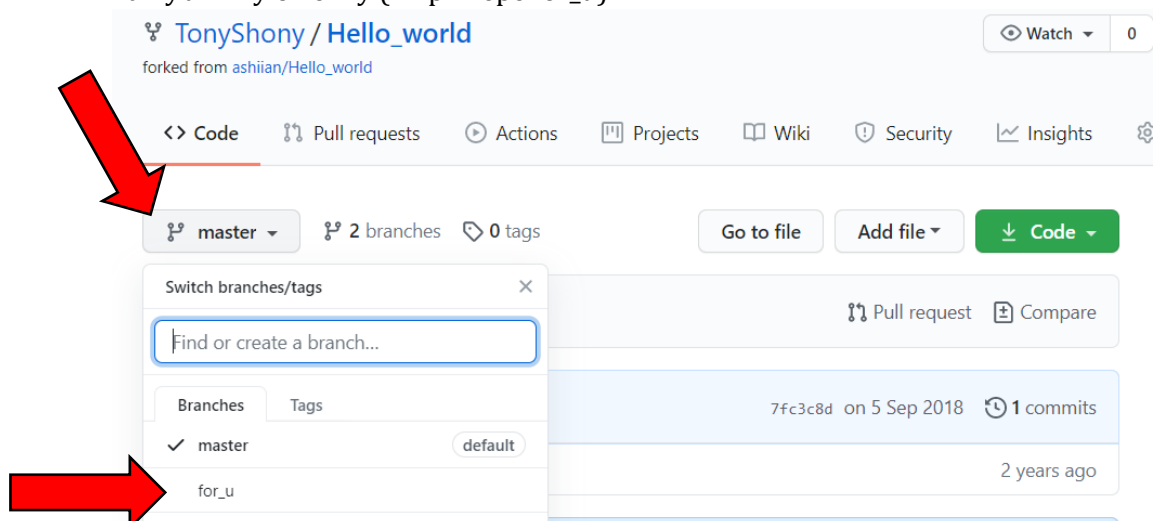 TonyShony / Hello_world
Watch 0
forked from ashiian/Hello_world
<> Code Pull requests Actions Projects Wiki Security Insights
master 2 branches 0 tags Go to file Add file Code
Switch branches/tags
Pull request Compare
Find or create a branch...
Branches Tags
7fc3c8d on 5 Sep 2018 1 commits
master default
2 years ago
for_u